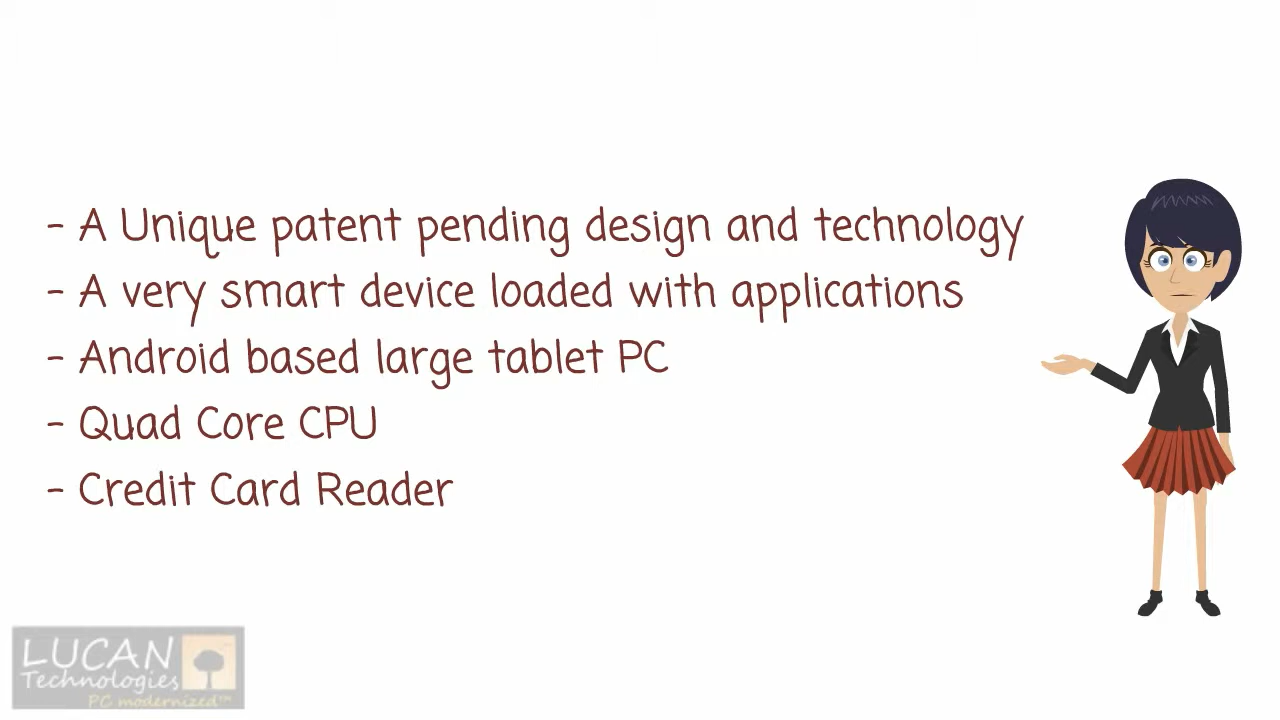 - A Unique patent pending design and technology
- A very smart device loaded with applications
- Android based large tablet PC
- Quad Core CPU
- Credit Card Reader
LUCAN
Technologies
PC modernized™